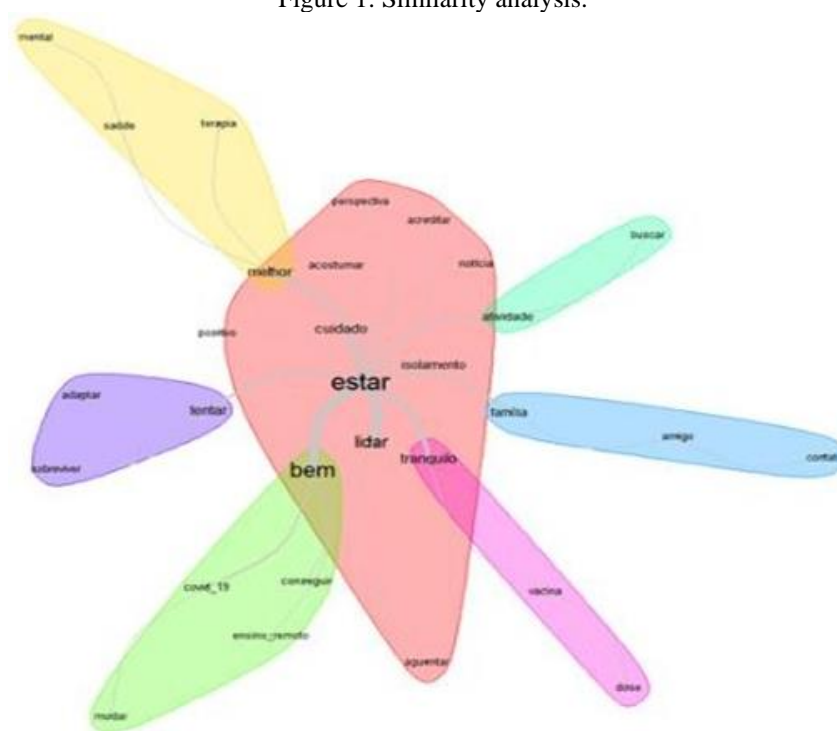 Figure 1. Similarity analysis.
mental
saúde
terapia
perspectiva
acreditar
buscar
melhor
acostumar
notícia
atividade
positivo
cuidado
isolamento
estar
adaptar
tentar
família
amigo
lidar
tranquilo
sobreviver
bem
covid_19
conseguir
vacina
ensino_remoto
aguentar
dose
mudar